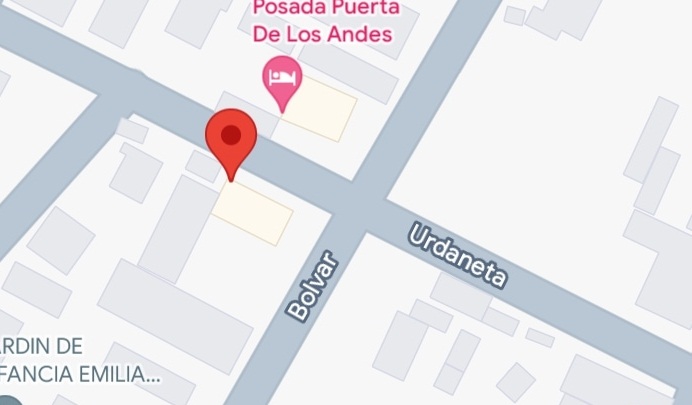 Posada Puerta
De Los Andes
Urdaneta
Bolvar
ARDIN DE
FANCIA EMILIA...